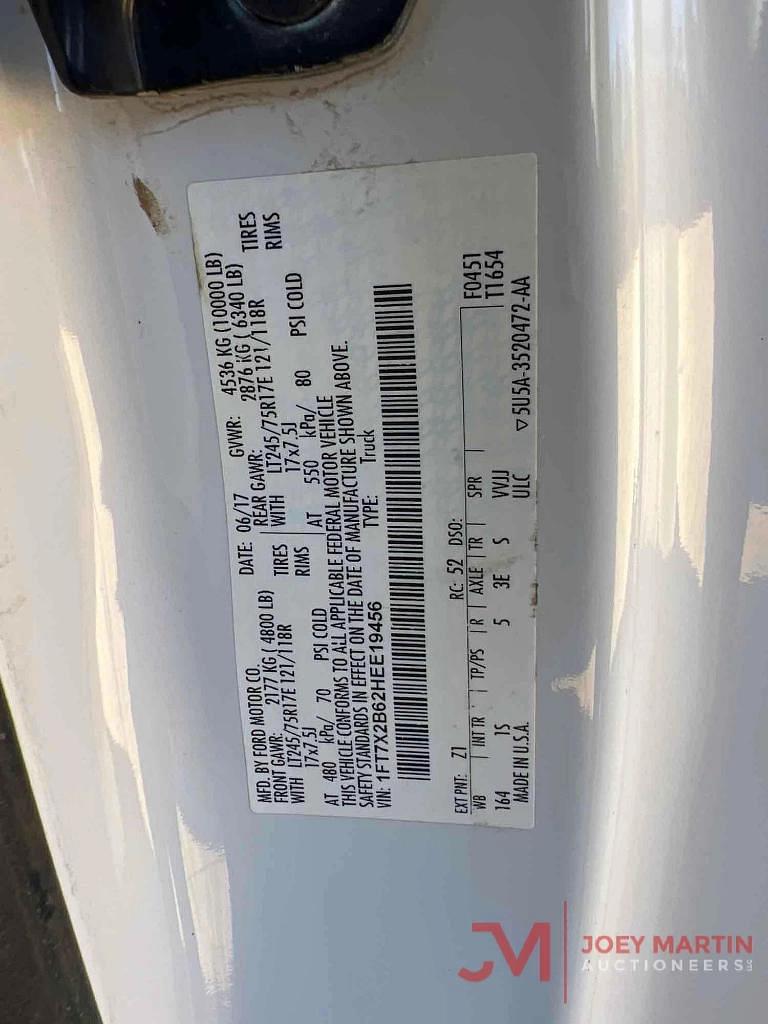 MFD. BY FORD MOTOR CO.
DATE: 06/17 GVWR: 4536 KG (10000 LB)
FRONT GAWR: 2177 KG ( 4800 LB) REAR GAWR: 2876 KG ( 6340 LB)
WITH LT245/75R17E 121/118R TIRES WITH LT245/75R17E 121/118R TIRES
17x7.5J RIMS 17x7.5J RIMS
AT 480 kPa/ 70 PSI COLD AT 550 kPa/ 80 PSI COLD
THIS VEHICLE CONFORMS TO ALL APPLICABLE FEDERAL MOTOR VEHICLE
SAFETY STANDARDS IN EFFECT ON THE DATE OF MANUFACTURE SHOWN ABOVE.
VIN: 1FT7X2B62HEE19456 TYPE: Truck
F0451
EXT PNT: Z1 RC: 52 DSO: T1654
WB INT TR TP/PS R AXLE TR SPR
164 1S 5 3E S VVJJ
MADE IN U.S.A. ULC ▽5U5A-3520472-AA
JM JOEY MARTIN
AUCTIONEERS LLC